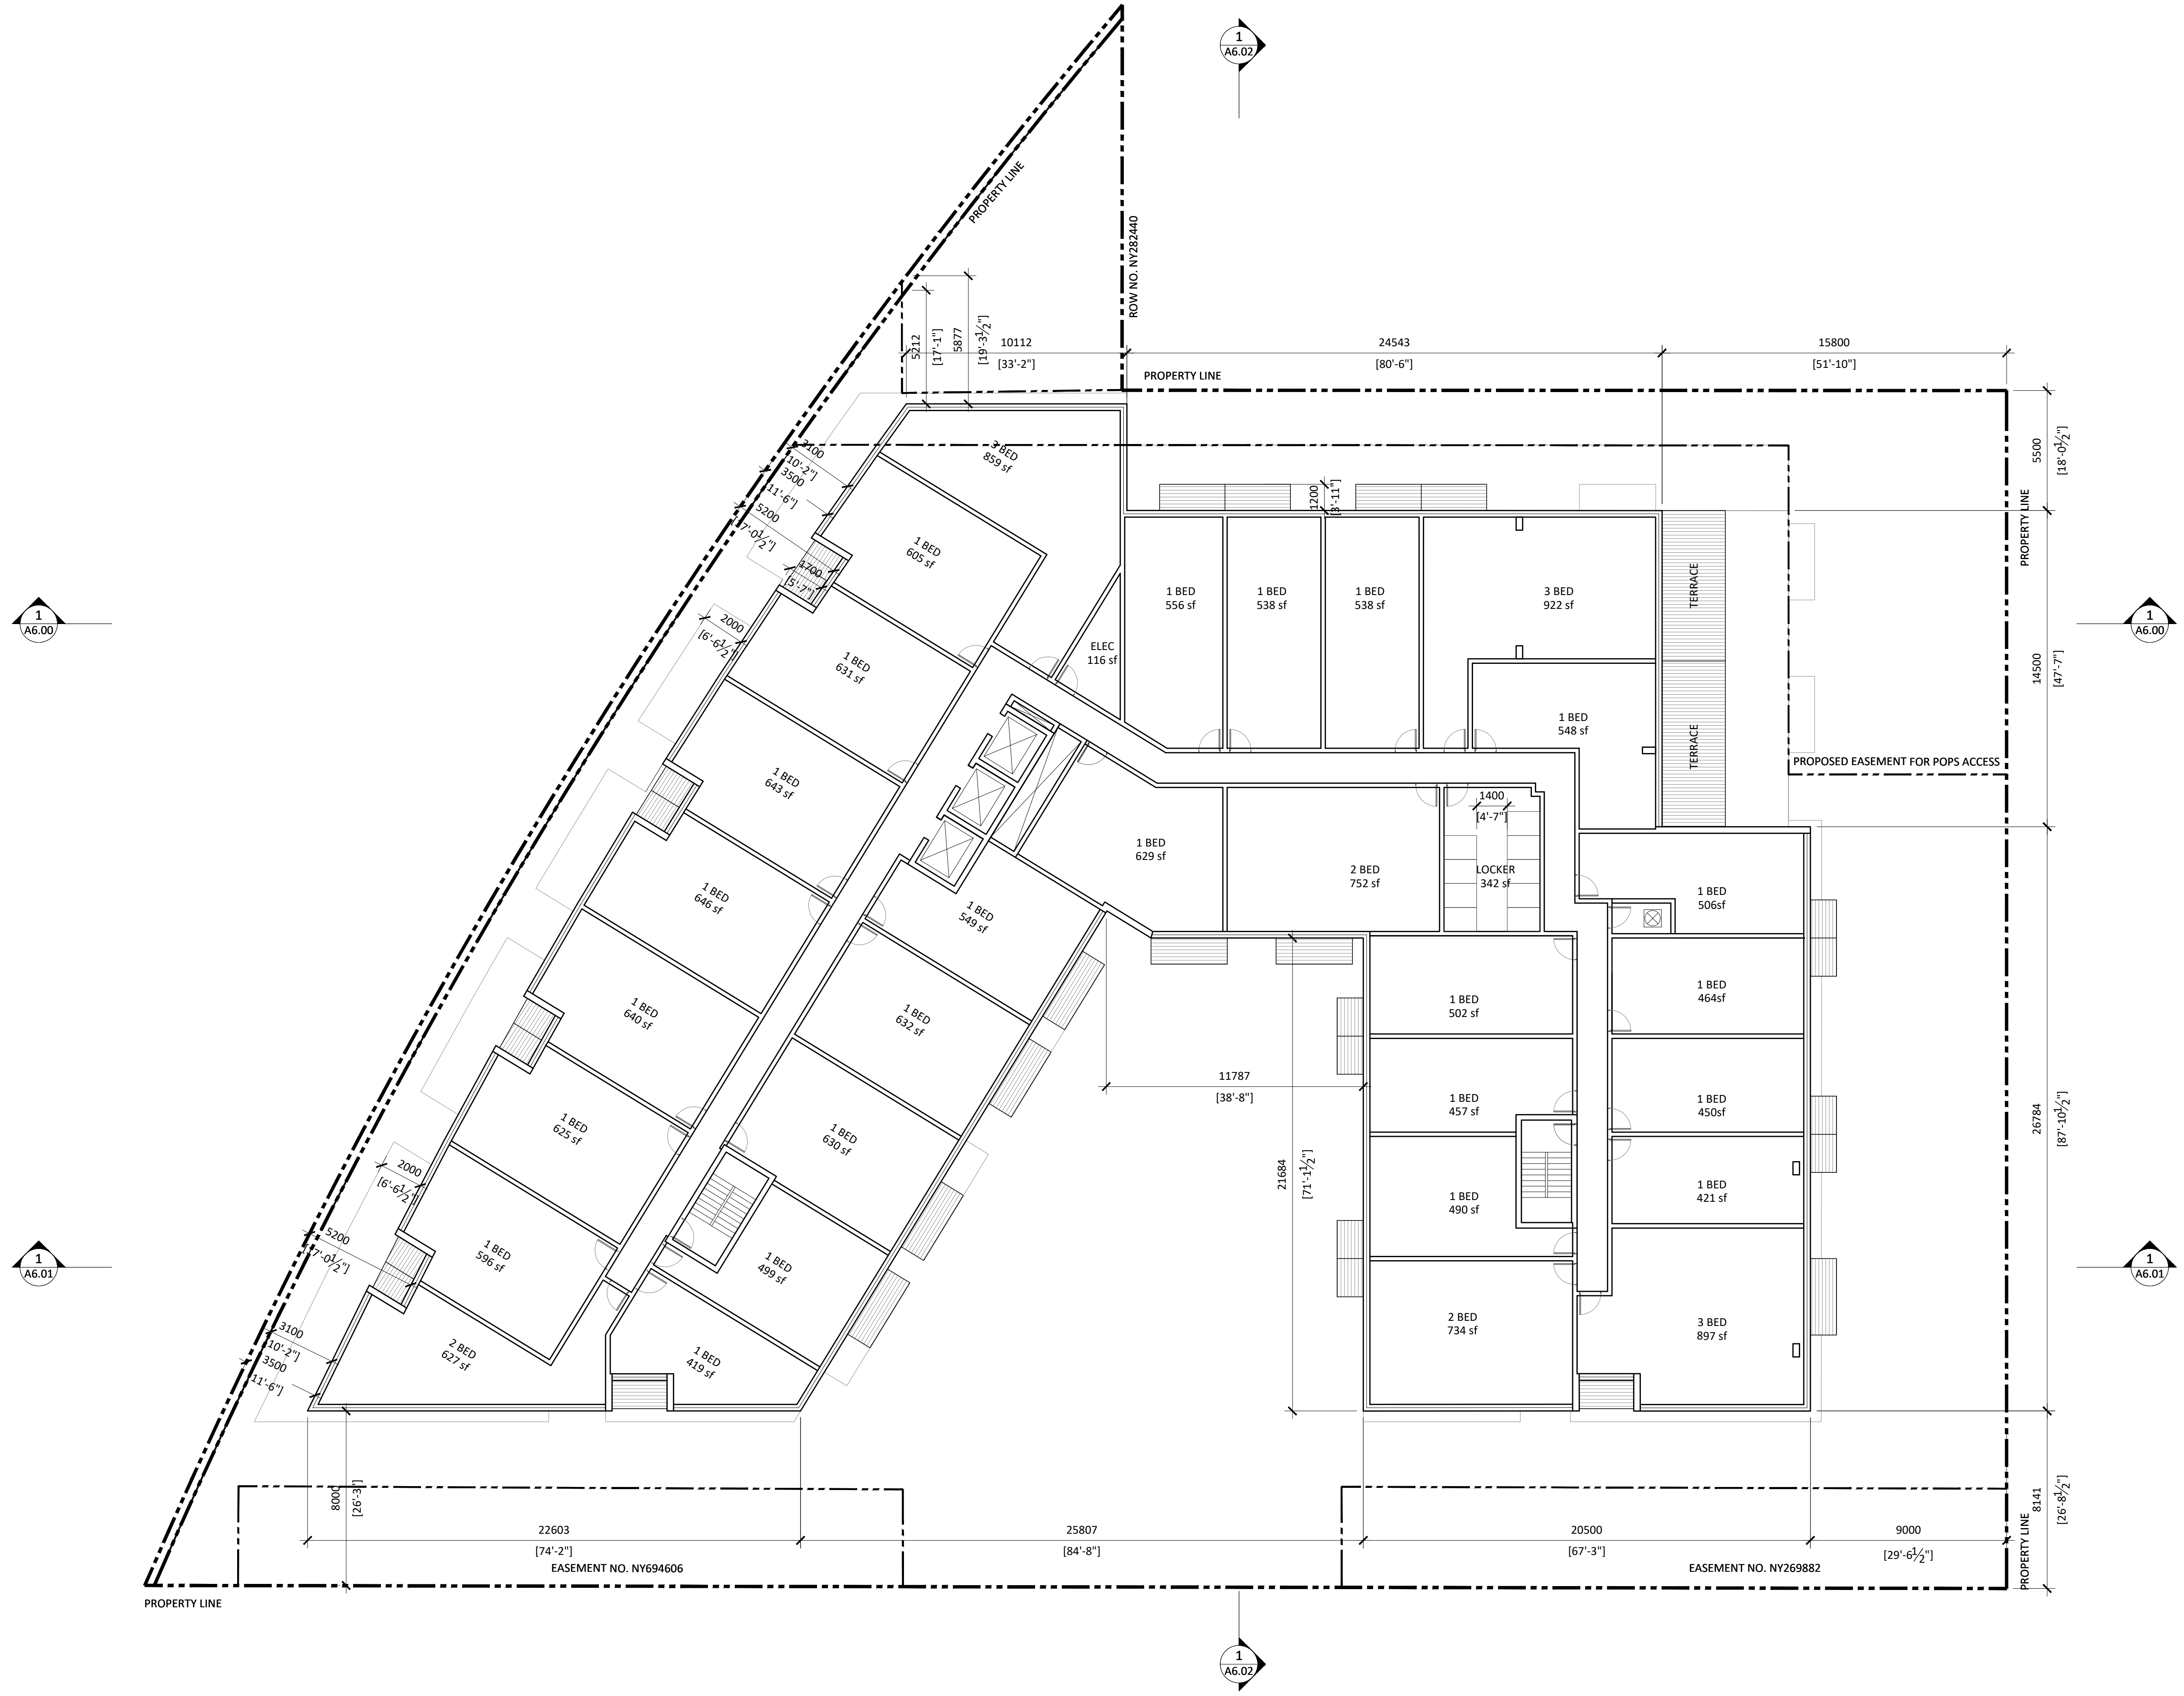 1
A6.02
PROPERTY LINE
ROW NO. NY282440
5212
[17'-1"]
5877
[19'-3½"]
10112
[33'-2"]
24543
[80'-6"]
15800
[51'-10"]
PROPERTY LINE
5500
[18'-0½"]
PROPERTY LINE
3100
[10'-2"]
3500
[11'-6"]
5200
7'-0½"]
1700
[5'-7"]
2000
[6'-6½"]
1200
[3'-11"]
3 BED
859 sf
1 BED
605 sf
1 BED
631 sf
1 BED
643 sf
1 BED
646 sf
1 BED
640 sf
1 BED
625 sf
1 BED
596 sf
2 BED
627 sf
ELEC
116 sf
1 BED
556 sf
1 BED
538 sf
1 BED
538 sf
3 BED
922 sf
1 BED
548 sf
TERRACE
TERRACE
14500
[47'-7"]
1
A6.00
1
A6.00
PROPOSED EASEMENT FOR POPS ACCESS
1400
[4'-7"]
1 BED
629 sf
2 BED
752 sf
LOCKER
342 sf
1 BED
506sf
1 BED
549 sf
1 BED
632 sf
1 BED
630 sf
1 BED
499 sf
1 BED
419 sf
1 BED
502 sf
1 BED
464sf
1 BED
457 sf
1 BED
450sf
1 BED
490 sf
1 BED
421 sf
2 BED
734 sf
3 BED
897 sf
11787
[38'-8"]
21684
[71'-1½"]
26784
[87'-10½"]
2000
[6'-6½"]
5200
7'-0½"]
3100
10'-2"]
3500
11'-6"]
1
A6.01
1
A6.01
8000
[26'-3"]
8141
[26'-8½"]
22603
[74'-2"]
25807
[84'-8"]
20500
[67'-3"]
9000
[29'-6½"]
EASEMENT NO. NY694606
EASEMENT NO. NY269882
PROPERTY LINE
PROPERTY LINE
1
A6.02